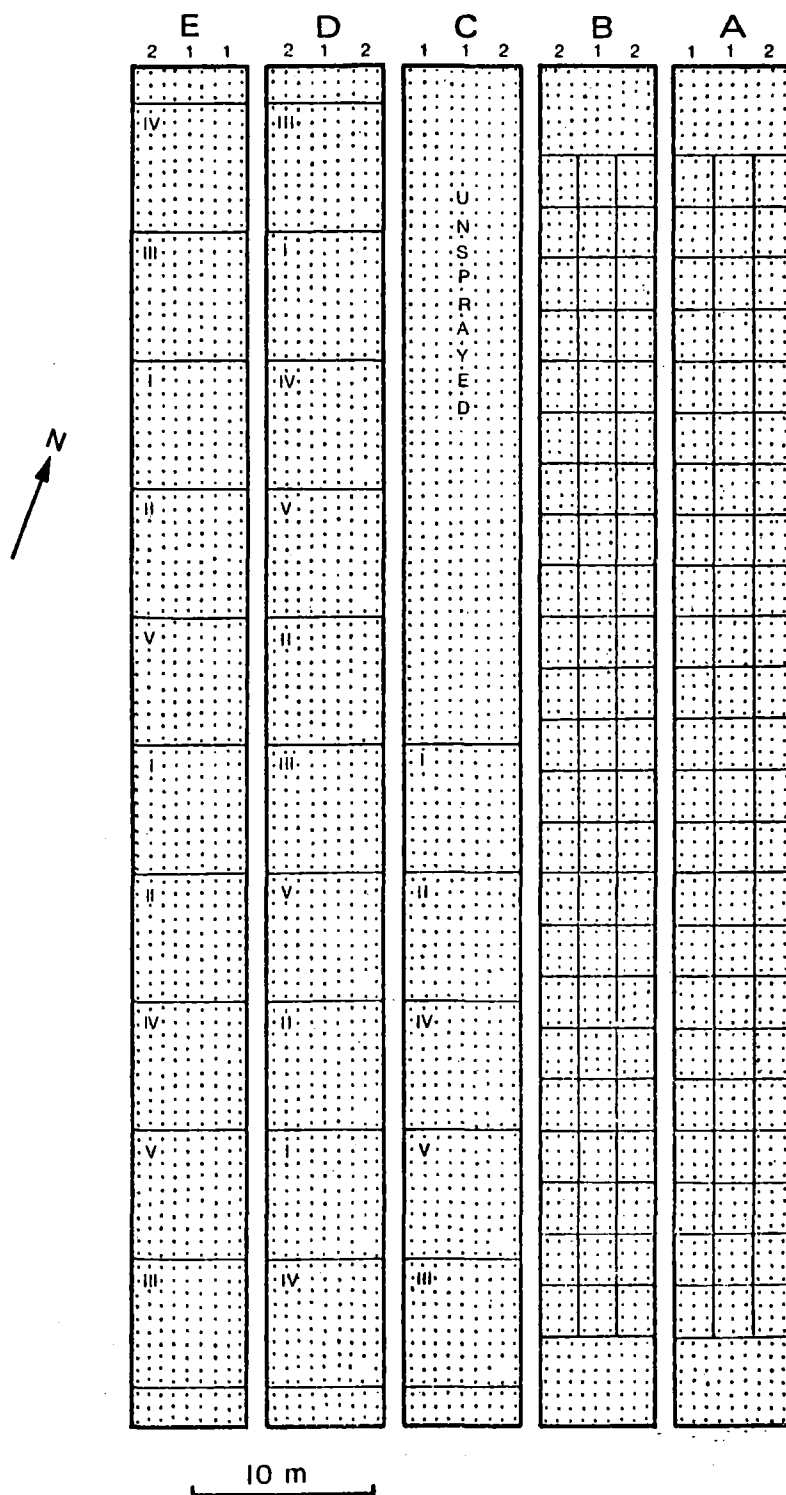 E D C B A
2 1 1 2 1 2 1 1 2 2 1 2 1 1 2
IV III
UNSPRAYED
III I
I IV
II V
V II
N
I III I
II V II
IV II IV
V I V
III IV III
10 m